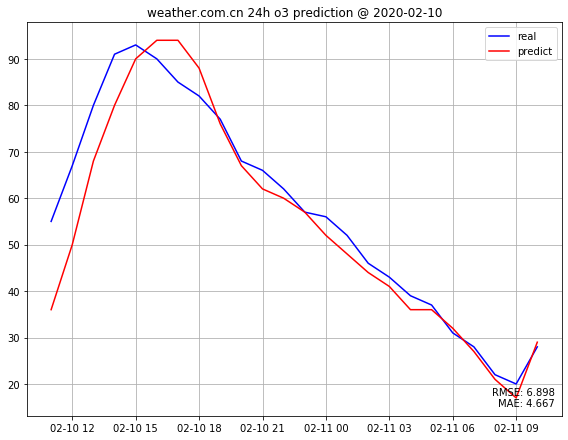 weather.com.cn 24h o3 prediction @ 2020-02-10
real
predict
90
80
70
60
50
40
30
20
RMSE: 6.898
MAE: 4.667
02-10 12 02-10 15 02-10 18 02-10 21 02-11 00 02-11 03 02-11 06 02-11 09